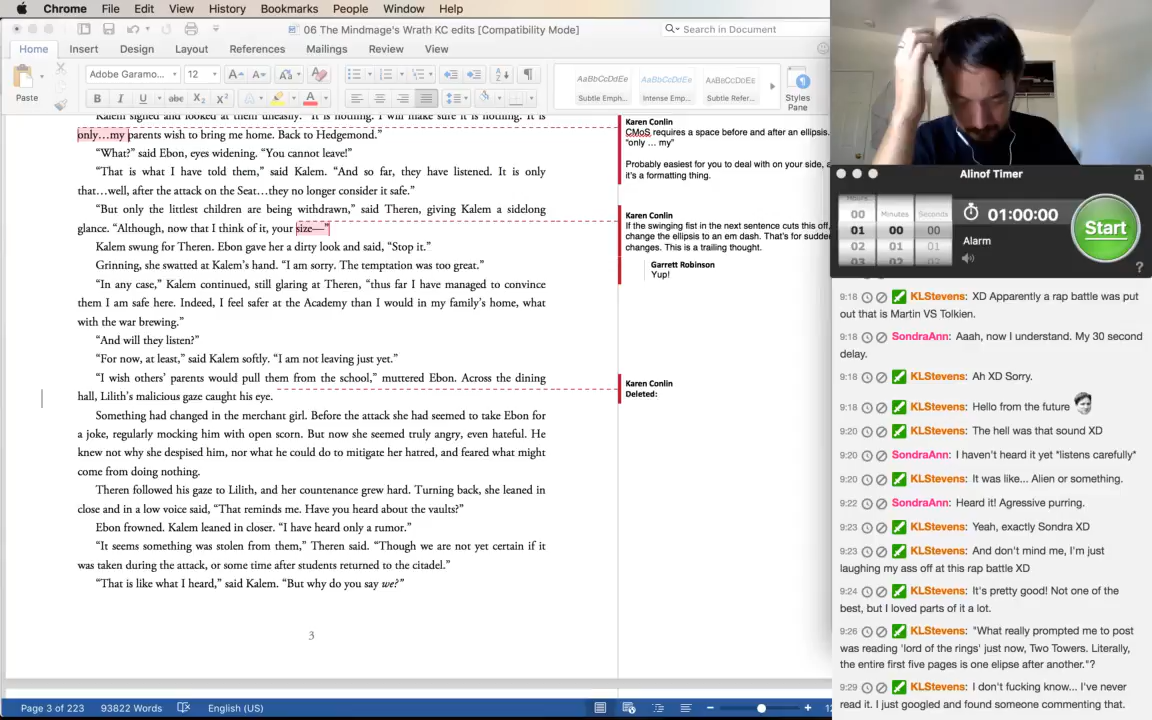 Chrome File Edit View History Bookmarks People Window Help
06 The Mindmage's Wrath KC edits [Compatibility Mode]
Search in Document
Home Insert Design Layout References Mailings Review View
Paste
Adobe Garamo... 12
AaBbCcDdEe AaBbCcDdEe AaBbCcDdEe
Subtle Emph... Intense Emp... Subtle Refer...
Styles
Pane
B I U abc X₂ X²
only…my parents wish to bring me home. Back to Hedgemond.”
“What?” said Ebon, eyes widening. “You cannot leave!”
“That is what I have told them,” said Kalem. “And so far, they have listened. It is only
that…well, after the attack on the Seat…they no longer consider it safe.”
“But only the littlest children are being withdrawn,” said Theren, giving Kalem a sidelong
glance. “Although, now that I think of it, your size—”
Kalem swung for Theren. Ebon gave her a dirty look and said, “Stop it.”
Grinning, she swatted at Kalem’s hand. “I am sorry. The temptation was too great.”
“In any case,” Kalem continued, still glaring at Theren, “thus far I have managed to convince
them I am safe here. Indeed, I feel safer at the Academy than I would in my family’s home, what
with the war brewing.”
“And will they listen?”
“For now, at least,” said Kalem softly. “I am not leaving just yet.”
“I wish others’ parents would pull them from the school,” muttered Ebon. Across the dining
hall, Lilith’s malicious gaze caught his eye.
Something had changed in the merchant girl. Before the attack she had seemed to take Ebon for
a joke, regularly mocking him with open scorn. But now she seemed truly angry, even hateful. He
knew not why she despised him, nor what he could do to mitigate her hatred, and feared what might
come from doing nothing.
Theren followed his gaze to Lilith, and her countenance grew hard. Turning back, she leaned in
close and in a low voice said, “That reminds me. Have you heard about the vaults?”
Ebon frowned. Kalem leaned in closer. “I have heard only a rumor.”
“It seems something was stolen from them,” Theren said. “Though we are not yet certain if it
was taken during the attack, or some time after students returned to the citadel.”
“That is like what I heard,” said Kalem. “But why do you say we?”
3
Karen Conlin
CMoS requires a space before and after an ellipsis.
“only … my”
Probably easiest for you to deal with on your side,
it’s a formatting thing.
Karen Conlin
If the swinging fist in the next sentence cuts this off,
change the ellipsis to an em dash. That’s for
changes. This is a trailing thought.
Garrett Robinson
Yup!
Karen Conlin
Deleted:
Page 3 of 223 93822 Words English (US)
Alinof Timer
Hours Minutes Seconds
00
01 00 00
02 01 01
01:00:00
Alarm
Start
?
9:18 KLStevens: XD Apparently a rap battle was put
out that is Martin VS Tolkien.
9:18 SondraAnn: Aaah, now I understand. My 30 second
delay.
9:18 KLStevens: Ah XD Sorry.
9:18 KLStevens: Hello from the future
9:20 KLStevens: The hell was that sound XD
9:20 SondraAnn: I haven't heard it yet *listens carefully*
9:20 KLStevens: It was like... Alien or something.
9:22 SondraAnn: Heard it! Agressive purring.
9:23 KLStevens: Yeah, exactly Sondra XD
9:23 KLStevens: And don't mind me, I'm just
laughing my ass off at this rap battle XD
9:24 KLStevens: It's pretty good! Not one of the
best, but I loved parts of it a lot.
9:26 KLStevens: "What really prompted me to post
was reading 'lord of the rings' just now, Two Towers. Literally,
the entire first five pages is one elipse after another."?
9:29 KLStevens: I don't fucking know... I've never
read it. I just googled and found someone commenting that.